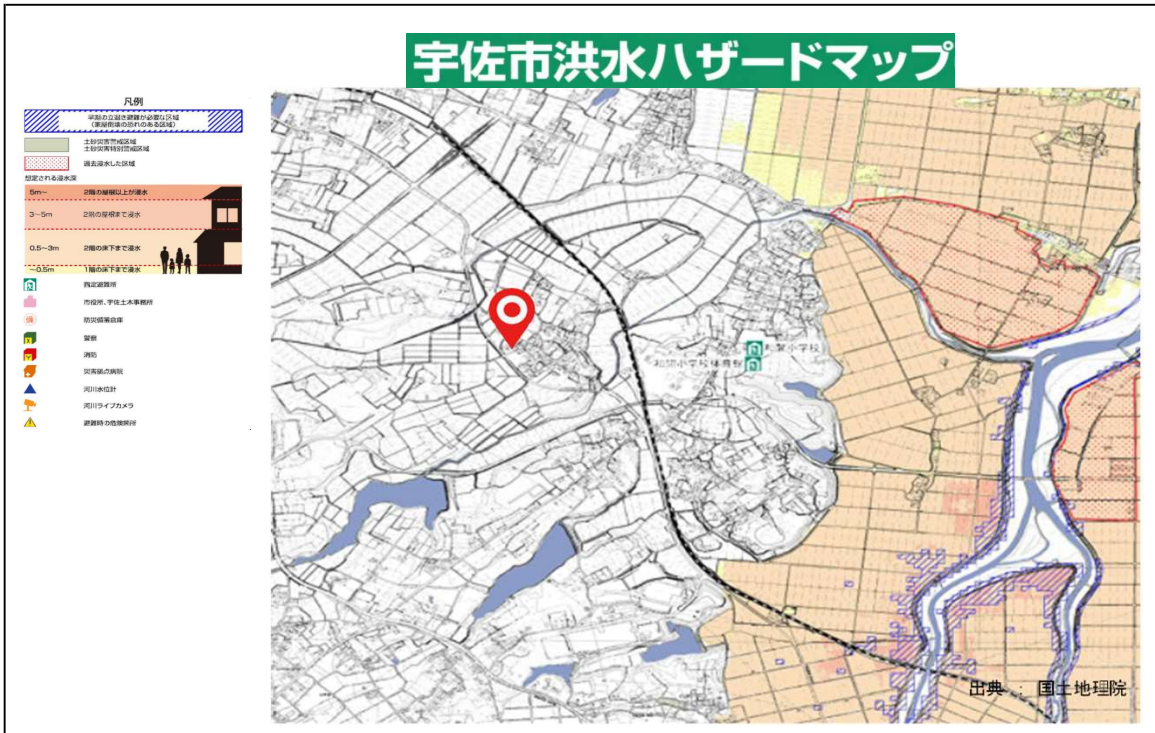 宇佐市洪水ハザードマップ
凡例
早期の立退き避難が必要な区域
(家屋倒壊の恐れのある区域)
土砂災害警戒区域
土砂災害特別警戒区域
過去浸水した区域
想定される浸水深
5m~ 2階の屋根以上が浸水
3~5m 2階の屋根まで浸水
0.5~3m 2階の床下まで浸水
~0.5m 1階の床下まで浸水
指定避難所
市役所、宇佐土木事務所
防災備蓄倉庫
警察
消防
災害拠点病院
河川水位計
河川ライブカメラ
避難時の危険箇所
小学校
小学校体育館
出典 : 国土地理院